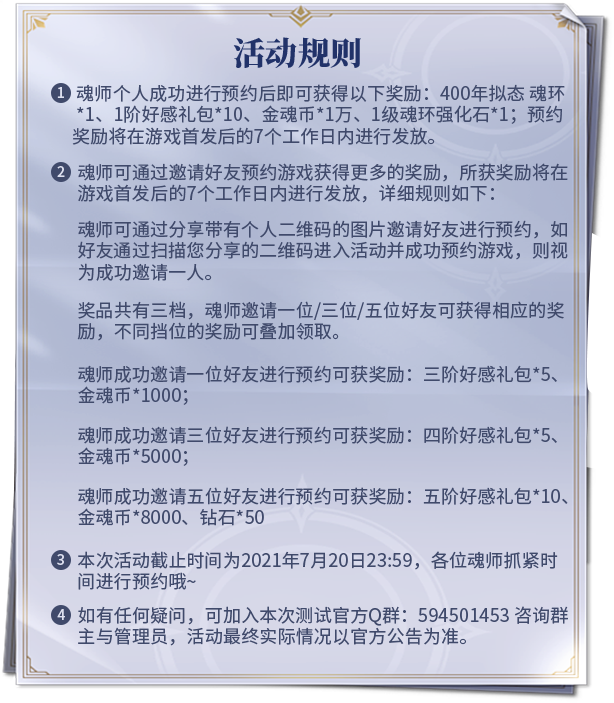 活动规则
1 魂师个人成功进行预约后即可获得以下奖励：400年拟态 魂环
*1、1阶好感礼包*10、金魂币*1万、1级魂环强化石*1；预约
奖励将在游戏首发后的7个工作日内进行发放。
2 魂师可通过邀请好友预约游戏获得更多的奖励，所获奖励将在
游戏首发后的7个工作日内进行发放，详细规则如下：
魂师可通过分享带有个人二维码的图片邀请好友进行预约，如
好友通过扫描您分享的二维码进入活动并成功预约游戏，则视
为成功邀请一人。
奖品共有三档，魂师邀请一位/三位/五位好友可获得相应的奖
励，不同挡位的奖励可叠加领取。
魂师成功邀请一位好友进行预约可获奖励：三阶好感礼包*5、
金魂币*1000；
魂师成功邀请三位好友进行预约可获奖励：四阶好感礼包*5、
金魂币*5000；
魂师成功邀请五位好友进行预约可获奖励：五阶好感礼包*10、
金魂币*8000、钻石*50
3 本次活动截止时间为2021年7月20日23:59，各位魂师抓紧时
间进行预约哦~
4 如有任何疑问，可加入本次测试官方Q群：594501453 咨询群
主与管理员，活动最终实际情况以官方公告为准。